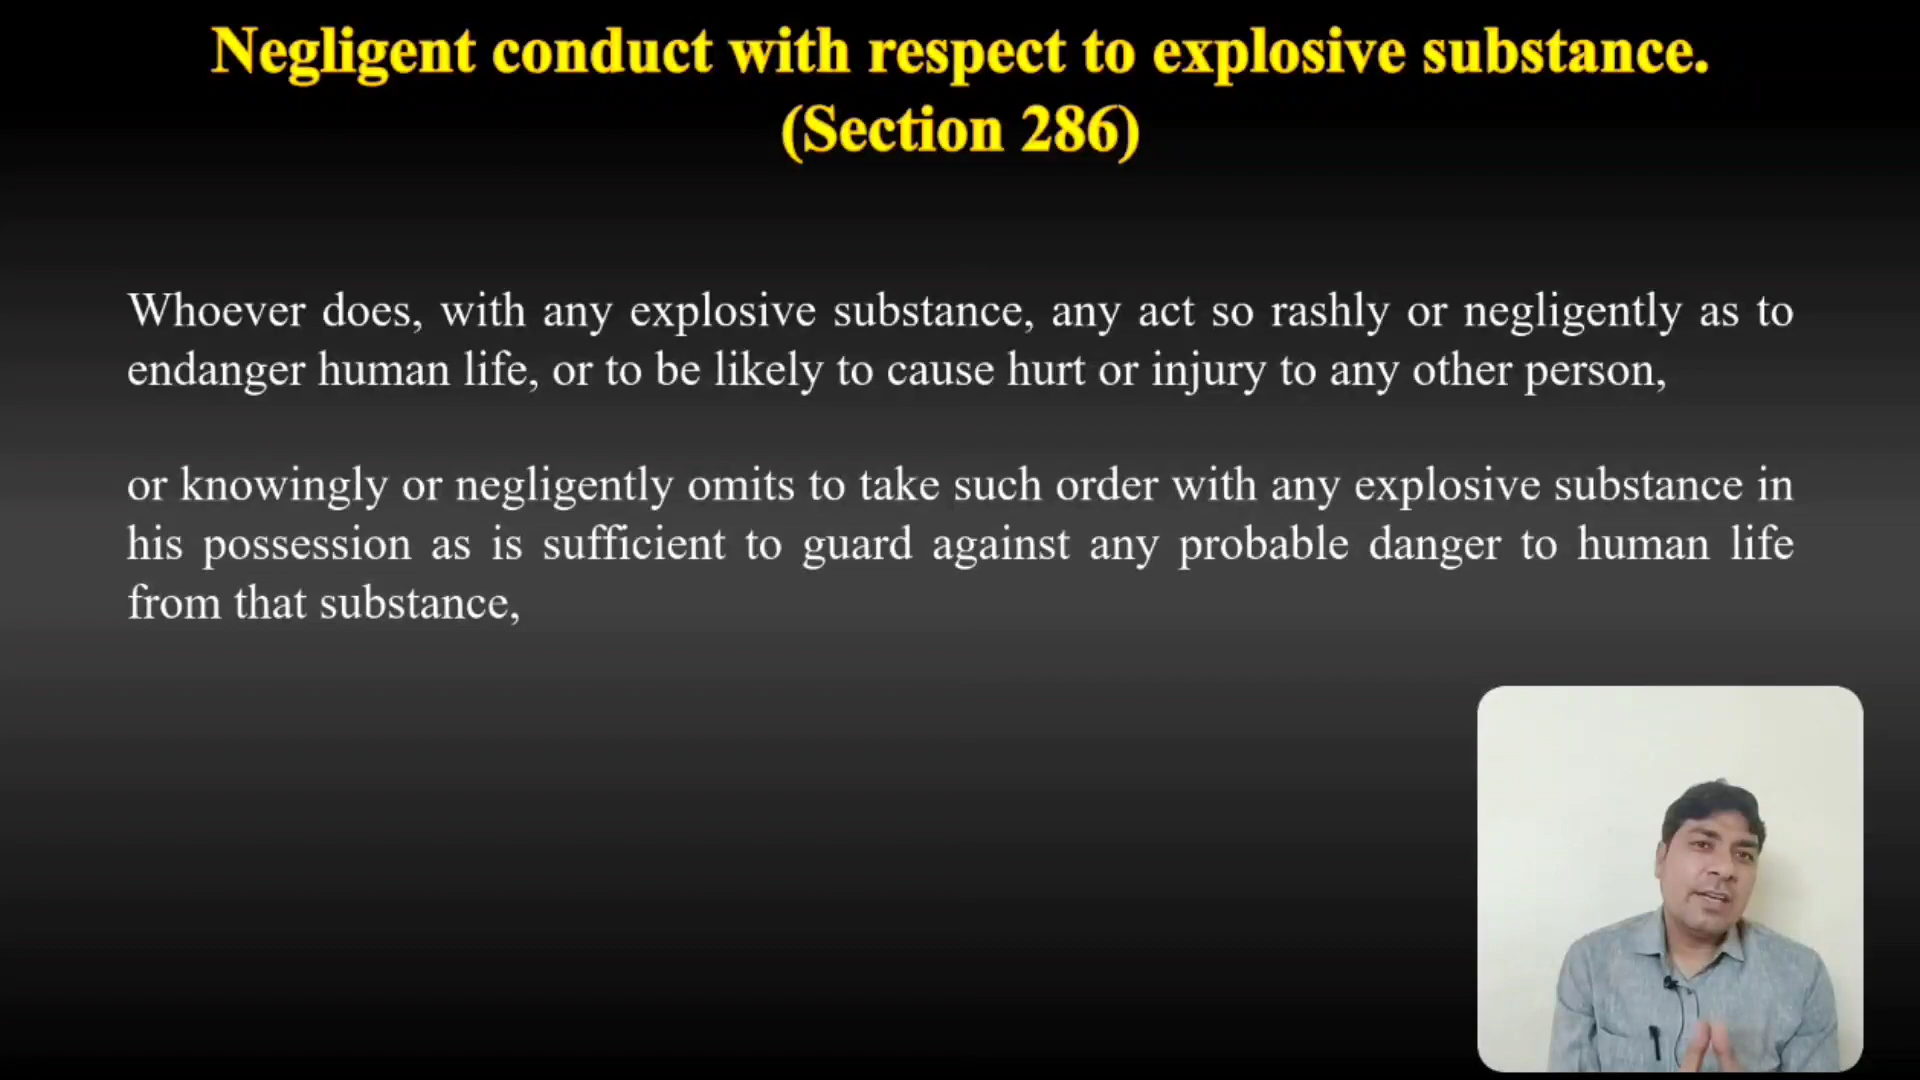 Negligent conduct with respect to explosive substance.
(Section 286)
Whoever does, with any explosive substance, any act so rashly or negligently as to
endanger human life, or to be likely to cause hurt or injury to any other person,
or knowingly or negligently omits to take such order with any explosive substance in
his possession as is sufficient to guard against any probable danger to human life
from that substance,